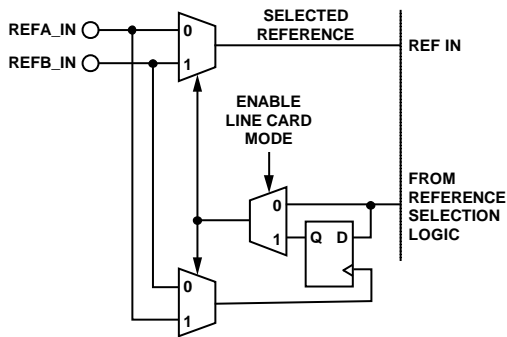 SELECTED
REFERENCE
REFA_IN
0
REF IN
REFB_IN
1
ENABLE
LINE CARD
MODE
FROM
REFERENCE
SELECTION
LOGIC
0
1
Q D
0
1